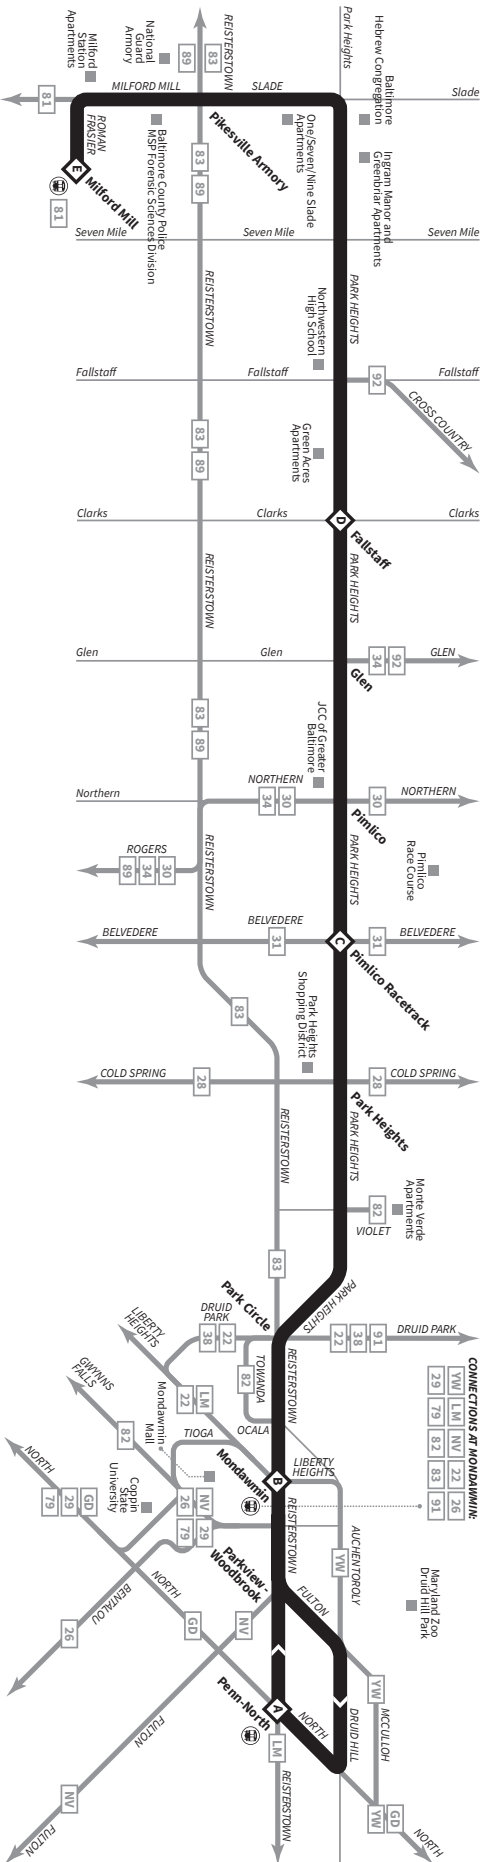 REISTERSTOWN
Park Heights
Baltimore
Hebrew Congregation
National
Guard
Armory
Milford
Station
Apartments
89
83
81
MILFORD MILL
SLADE
Slade
ROMAN
FRASIER
E
Milford Mill
81
Baltimore County Police
MSP Forensic Sciences Division
Pikesville Armory
One/Seven/Nine Slade
Apartments
Ingram Manor and
Greenbriar Apartments
83
89
Seven Mile
Seven Mile
Seven Mile
REISTERSTOWN
PARK HEIGHTS
Northwestern
High School
Fallstaff
Fallstaff
92
Fallstaff
CROSS COUNTRY
83
89
Green Acres
Apartments
Clarks
Clarks
D
Clarks
Fallstaff
REISTERSTOWN
PARK HEIGHTS
Glen
Glen
34
92
GLEN
Glen
83
89
JCC of Greater
Baltimore
Northern
NORTHERN
34
30
30
NORTHERN
Pimlico
REISTERSTOWN
PARK HEIGHTS
Pimlico
Race Course
ROGERS
89
34
30
BELVEDERE
BELVEDERE
31
C
31
BELVEDERE
Pimlico Racetrack
83
Park Heights
Shopping District
COLD SPRING
28
28
COLD SPRING
Park Heights
REISTERSTOWN
PARK HEIGHTS
Monte Verde
Apartments
82
VIOLET
83
PARK HEIGHTS
Park Circle
DRUID
PARK
38
22
22
38
91
DRUID PARK
LIBERTY
HEIGHTS
82
TOWANDA
REISTERSTOWN
CONNECTIONS AT MONDAWMIN:
29
YW
79
LM
82
NV
83
22
91
26
GWYNNS
FALLS
22
LM
OCALA
TIOGA
82
Mondawmin
Mall
LIBERTY
HEIGHTS
B
Mondawmin
NORTH
79
29
GD
Coppin
State
University
26
NV
79
29
REISTERSTOWN
AUCHENTOROLY
YW
Parkview-
Woodbrook
Maryland Zoo
Druid Hill Park
NORTH
BENTALOU
26
GD
NV
FULTON
YW
Penn-North
A
NORTH
DRUID HILL
MCCULLOH
FULTON
LM
REISTERSTOWN
NV
FULTON
YW
GD
NORTH